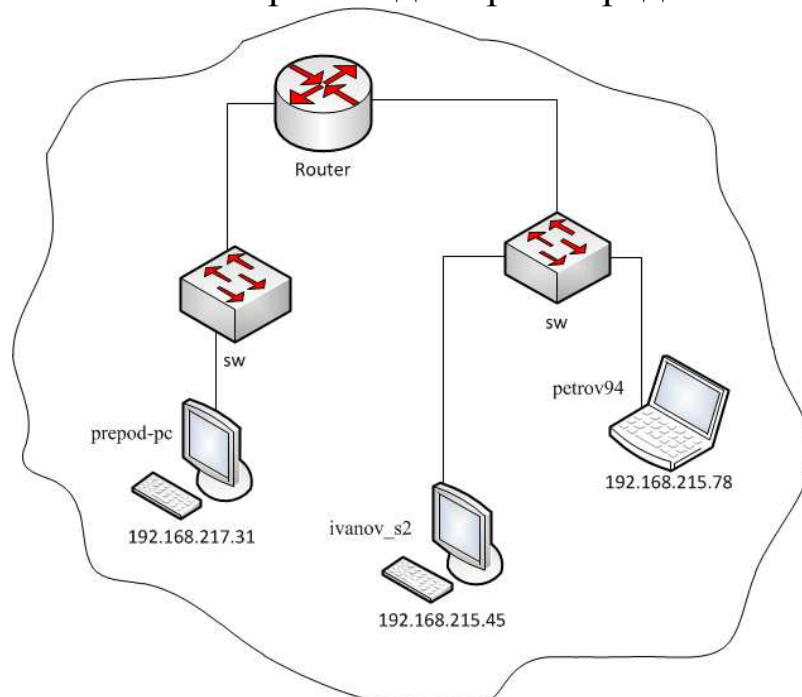 Router
sw
sw
petrov94
prepod-pc
192.168.215.78
192.168.217.31
ivanov_s2
192.168.215.45